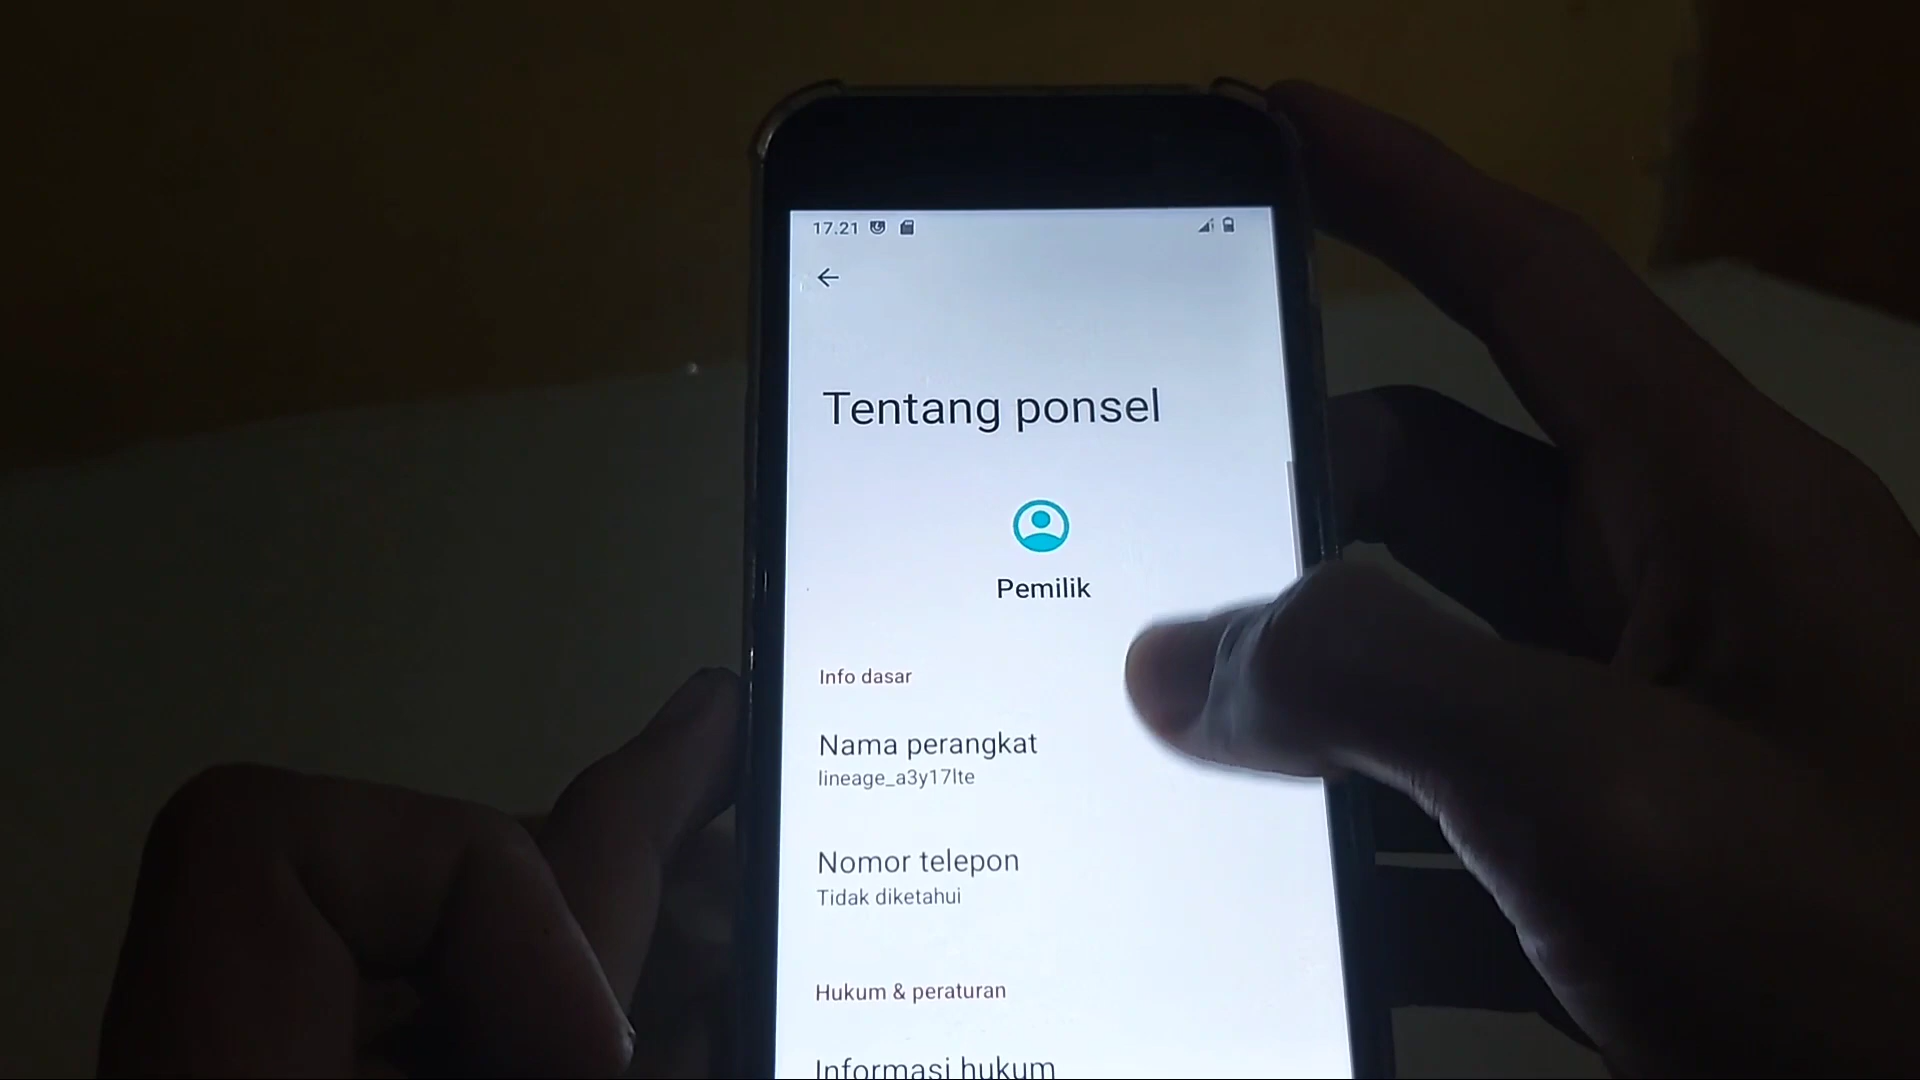 17.21
Tentang ponsel
Pemilik
Info dasar
Nama perangkat
lineage_a3y17lte
Nomor telepon
Tidak diketahui
Hukum & peraturan
Informasi hukum